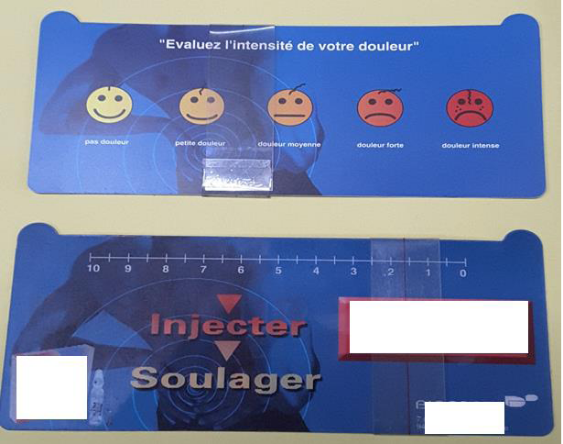 "Evaluez l'intensité de votre douleur"
pas douleur petite douleur douleur moyenne douleur forte douleur intense
10 9 8 7 6 5 4 3 2 1 0
Injecter
Soulager